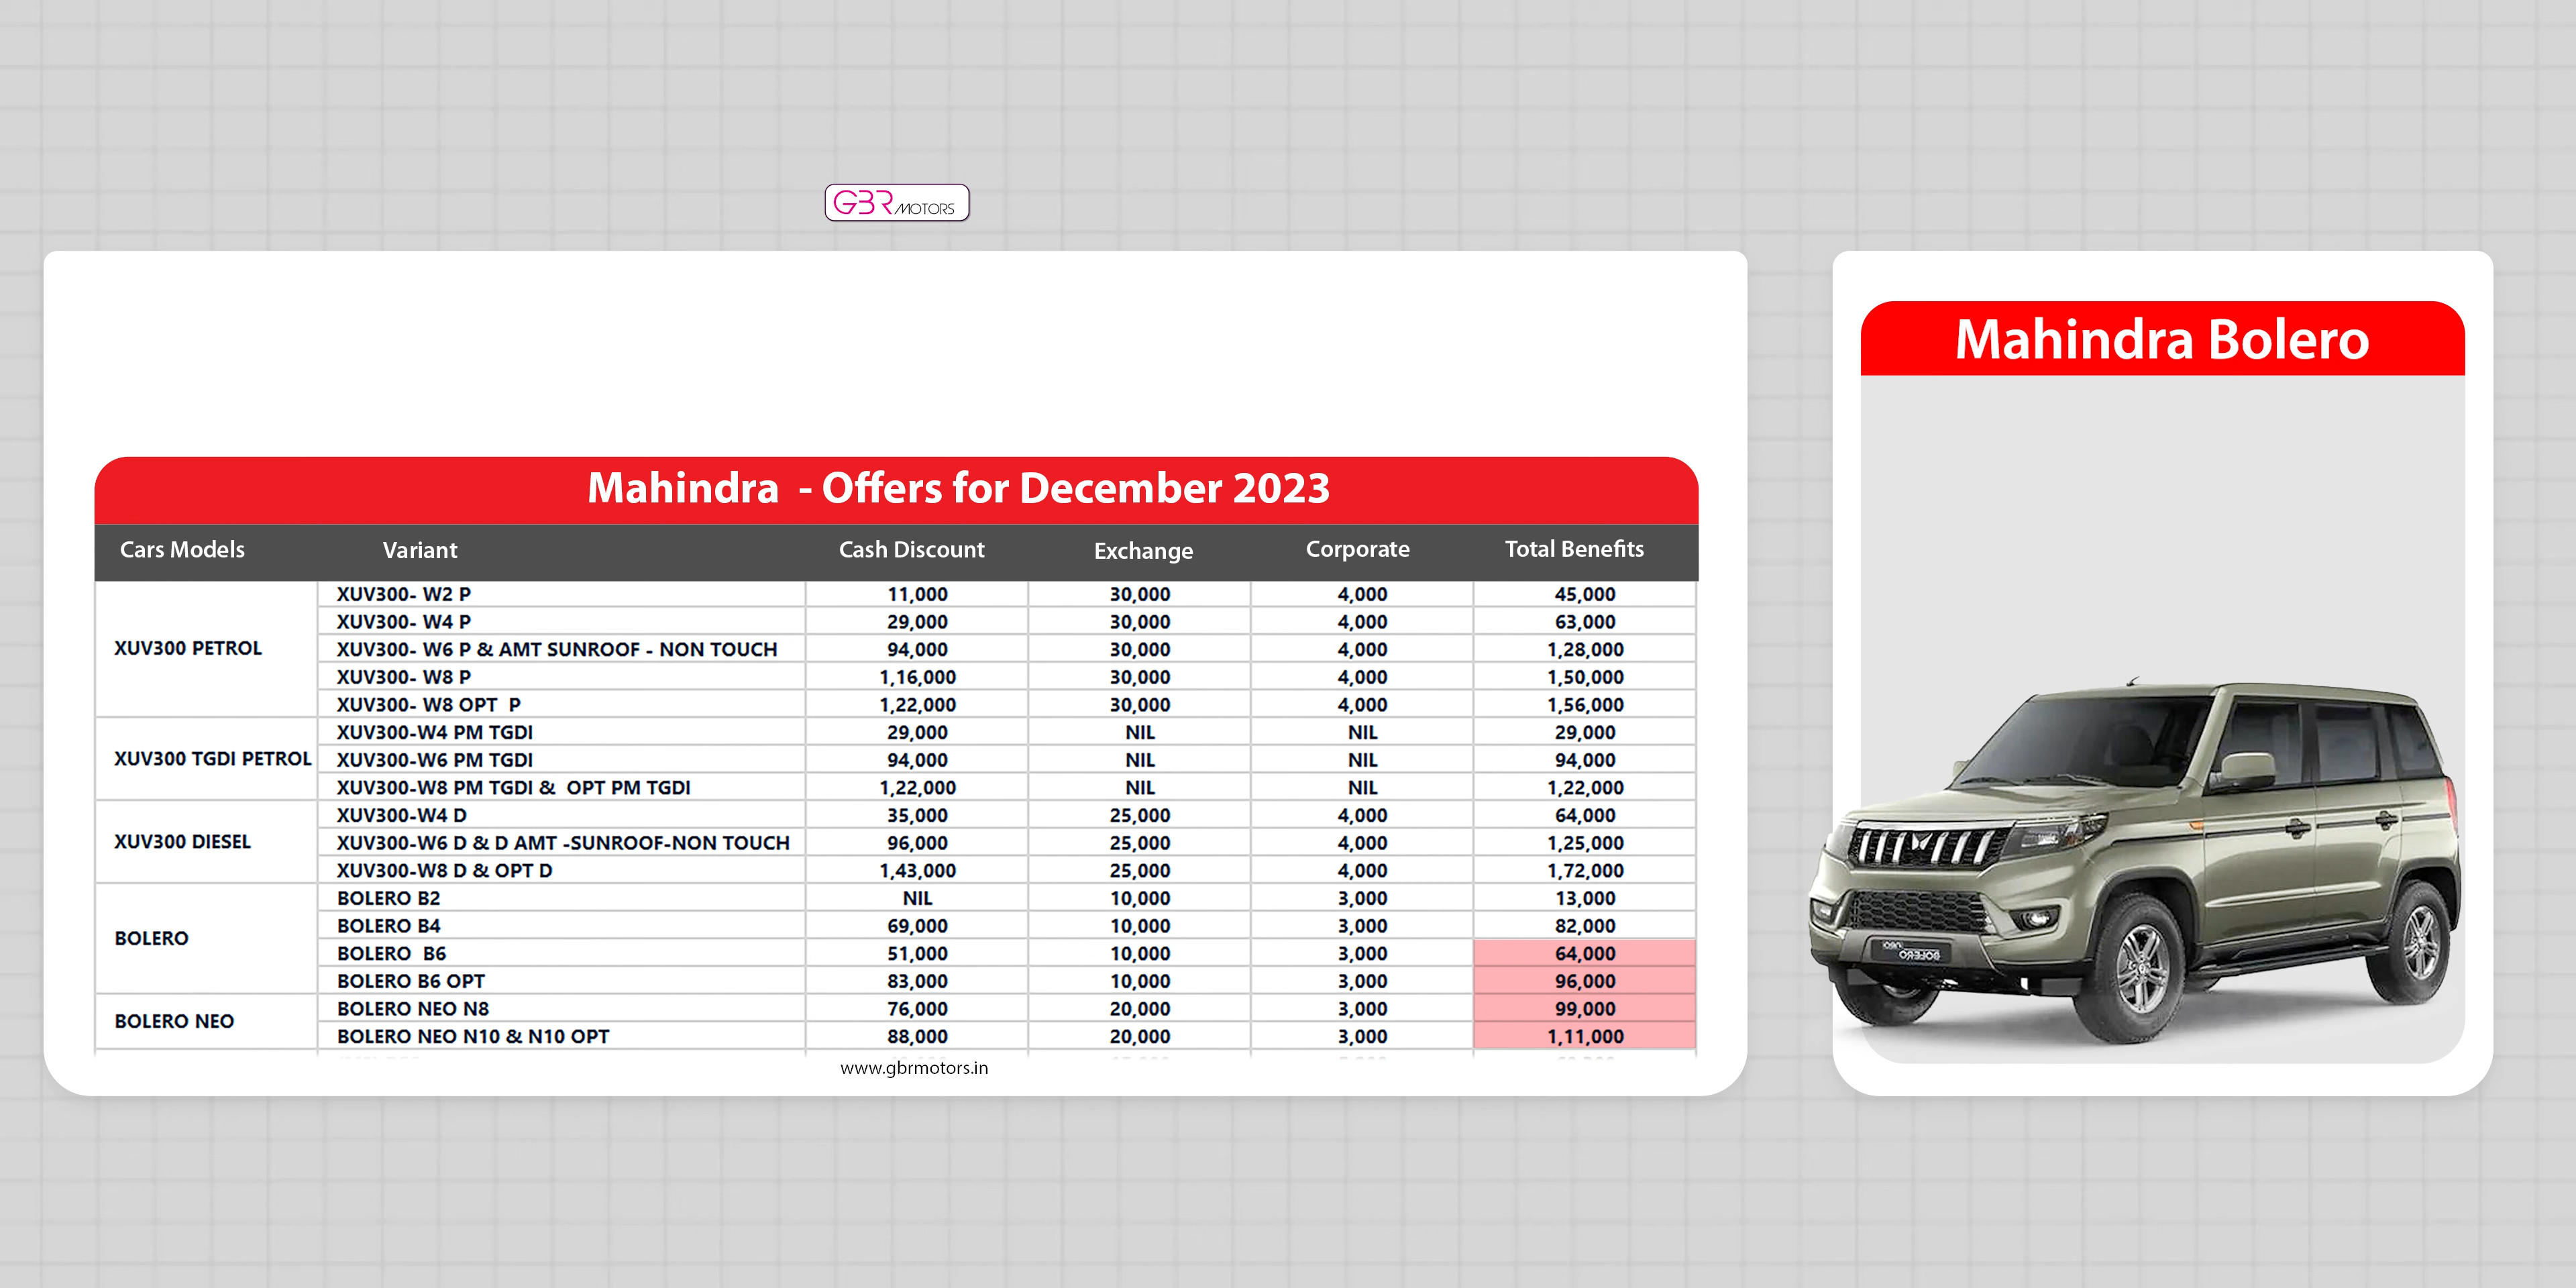 GBR MOTORS
Mahindra Bolero
Mahindra - Offers for December 2023
Cars Models Variant Cash Discount Exchange Corporate Total Benefits
XUV300 PETROL
XUV300- W2 P 11,000 30,000 4,000 45,000
XUV300- W4 P 29,000 30,000 4,000 63,000
XUV300- W6 P & AMT SUNROOF - NON TOUCH 94,000 30,000 4,000 1,28,000
XUV300- W8 P 1,16,000 30,000 4,000 1,50,000
XUV300- W8 OPT P 1,22,000 30,000 4,000 1,56,000
XUV300 TGDI PETROL
XUV300-W4 PM TGDI 29,000 NIL NIL 29,000
XUV300-W6 PM TGDI 94,000 NIL NIL 94,000
XUV300-W8 PM TGDI & OPT PM TGDI 1,22,000 NIL NIL 1,22,000
XUV300 DIESEL
XUV300-W4 D 35,000 25,000 4,000 64,000
XUV300-W6 D & D AMT -SUNROOF-NON TOUCH 96,000 25,000 4,000 1,25,000
XUV300-W8 D & OPT D 1,43,000 25,000 4,000 1,72,000
BOLERO
BOLERO B2 NIL 10,000 3,000 13,000
BOLERO B4 69,000 10,000 3,000 82,000
BOLERO B6 51,000 10,000 3,000 64,000
BOLERO B6 OPT 83,000 10,000 3,000 96,000
BOLERO NEO
BOLERO NEO N8 76,000 20,000 3,000 99,000
BOLERO NEO N10 & N10 OPT 88,000 20,000 3,000 1,11,000
www.gbrmotors.in
neo
BOLERO